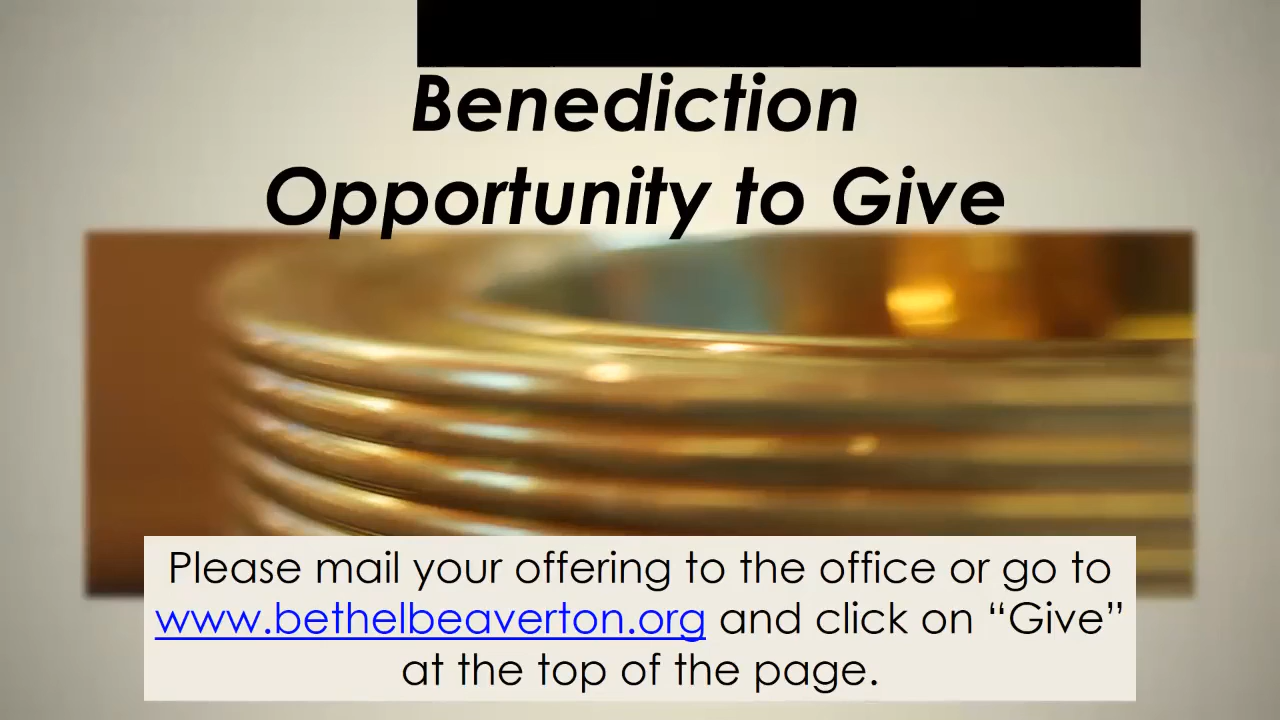 Benediction
Opportunity to Give
Please mail your offering to the office or go to
www.bethelbeaverton.org and click on “Give”
at the top of the page.